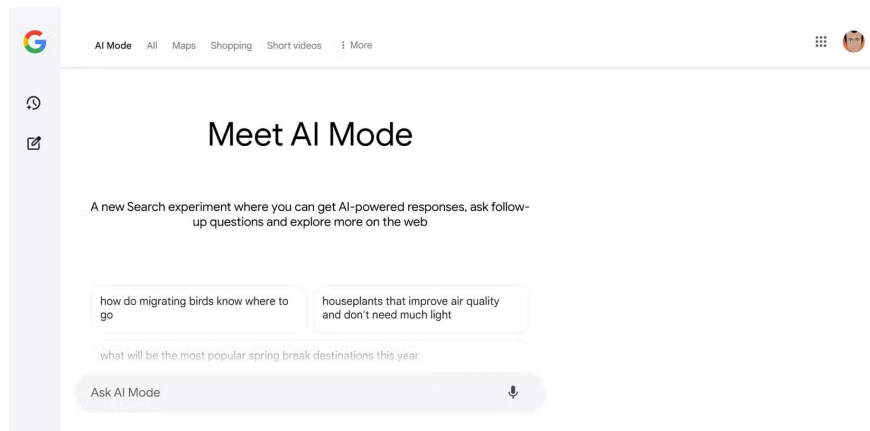 AI Mode All Maps Shopping Short videos ⋮ More
Meet AI Mode
A new Search experiment where you can get AI-powered responses, ask follow-
up questions and explore more on the web
how do migrating birds know where to
go
houseplants that improve air quality
and don't need much light
what will be the most popular spring break destinations this year
Ask AI Mode